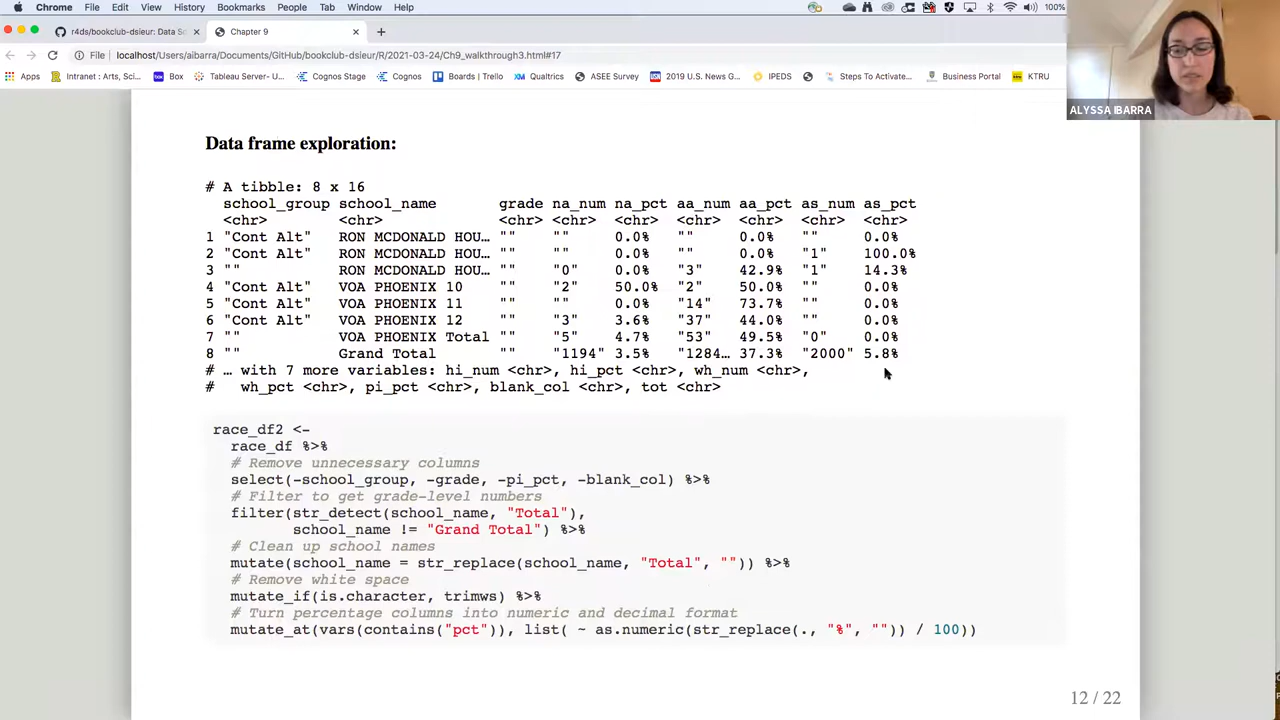 Chrome File Edit View History Bookmarks People Tab Window Help 100%
r4ds/bookclub-dsieur: Data S
Chapter 9
File localhost/Users/aibarra/Documents/GitHub/bookclub-dsieur/R/2021-03-24/Ch9_walkthrough3.html#17
Apps Intranet : Arts, Sci... Box Tableau Server- U... Cognos Stage Cognos Boards | Trello Qualtrics ASEE Survey 2019 U.S. News G... IPEDS Steps To Activate... Business Portal KTRU
ALYSSA IBARRA
Data frame exploration:
# A tibble: 8 x 16
school_group school_name grade na_num na_pct aa_num aa_pct as_num as_pct
<chr> <chr> <chr> <chr> <chr> <chr> <chr> <chr> <chr>
1 "Cont Alt" RON MCDONALD HOU… "" "" 0.0% "" 0.0% "" 0.0%
2 "Cont Alt" RON MCDONALD HOU… "" "" 0.0% "" 0.0% "1" 100.0%
3 "" RON MCDONALD HOU… "" "0" 0.0% "3" 42.9% "1" 14.3%
4 "Cont Alt" VOA PHOENIX 10 "" "2" 50.0% "2" 50.0% "" 0.0%
5 "Cont Alt" VOA PHOENIX 11 "" "" 0.0% "14" 73.7% "" 0.0%
6 "Cont Alt" VOA PHOENIX 12 "" "3" 3.6% "37" 44.0% "" 0.0%
7 "" VOA PHOENIX Total "" "5" 4.7% "53" 49.5% "0" 0.0%
8 "" Grand Total "" "1194" 3.5% "1284… 37.3% "2000" 5.8%
# … with 7 more variables: hi_num <chr>, hi_pct <chr>, wh_num <chr>,
# wh_pct <chr>, pi_pct <chr>, blank_col <chr>, tot <chr>
race_df2 <-
race_df %>%
# Remove unnecessary columns
select(-school_group, -grade, -pi_pct, -blank_col) %>%
# Filter to get grade-level numbers
filter(str_detect(school_name, "Total"),
school_name != "Grand Total") %>%
# Clean up school names
mutate(school_name = str_replace(school_name, "Total", "")) %>%
# Remove white space
mutate_if(is.character, trimws) %>%
# Turn percentage columns into numeric and decimal format
mutate_at(vars(contains("pct")), list( ~ as.numeric(str_replace(., "%", "")) / 100))
12 / 22